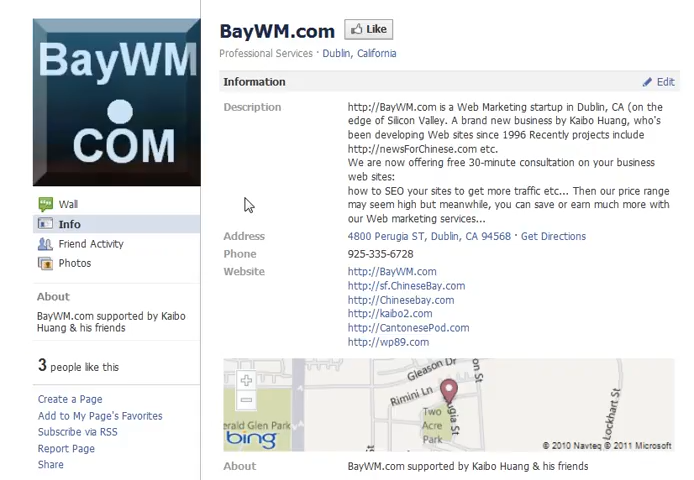 BayWM
COM
BayWM.com
Like
Professional Services · Dublin, California
Information
Edit
Description
http://BayWM.com is a Web Marketing startup in Dublin, CA (on the
edge of Silicon Valley. A brand new business by Kaibo Huang, who's
been developing Web sites since 1996 Recently projects include
http://newsForChinese.com etc.
We are now offering free 30-minute consultation on your business
web sites:
how to SEO your sites to get more traffic etc... Then our price range
may seem high but meanwhile, you can save or earn much more with
our Web marketing services...
Address
4800 Perugia ST, Dublin, CA 94568 · Get Directions
Phone
925-335-6728
Website
http://BayWM.com
http://sf.ChineseBay.com
http://Chinesebay.com
http://kaibo2.com
http://CantonesePod.com
http://wp89.com
Wall
Info
Friend Activity
Photos
About
BayWM.com supported by Kaibo
Huang & his friends
3 people like this
Create a Page
Add to My Page's Favorites
Subscribe via RSS
Report Page
Share
Gleason Dr
Rimini Ln
on St
ugia St
Two
Acre
Park
Lockhart St
erald Glen Park
bing
© 2010 Navteq © 2011 Microsoft
About
BayWM.com supported by Kaibo Huang & his friends